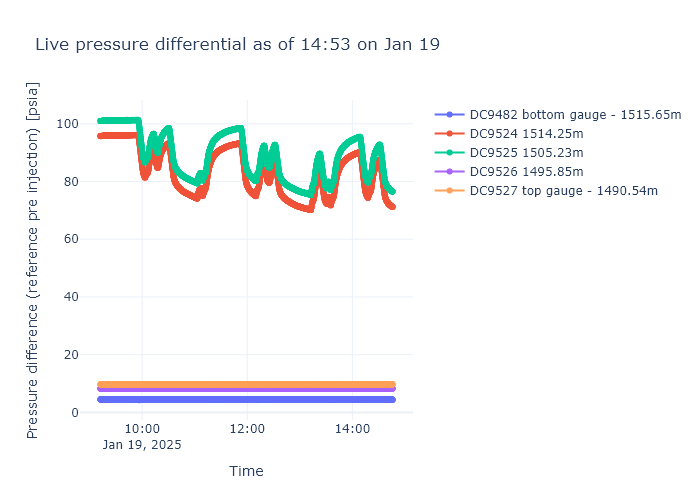 Live pressure differential as of 14:53 on Jan 19
Pressure difference (reference pre injection) [psia]
100
80
60
40
20
0
10:00
Jan 19, 2025
12:00
14:00
Time
DC9482 bottom gauge - 1515.65m
DC9524 1514.25m
DC9525 1505.23m
DC9526 1495.85m
DC9527 top gauge - 1490.54m